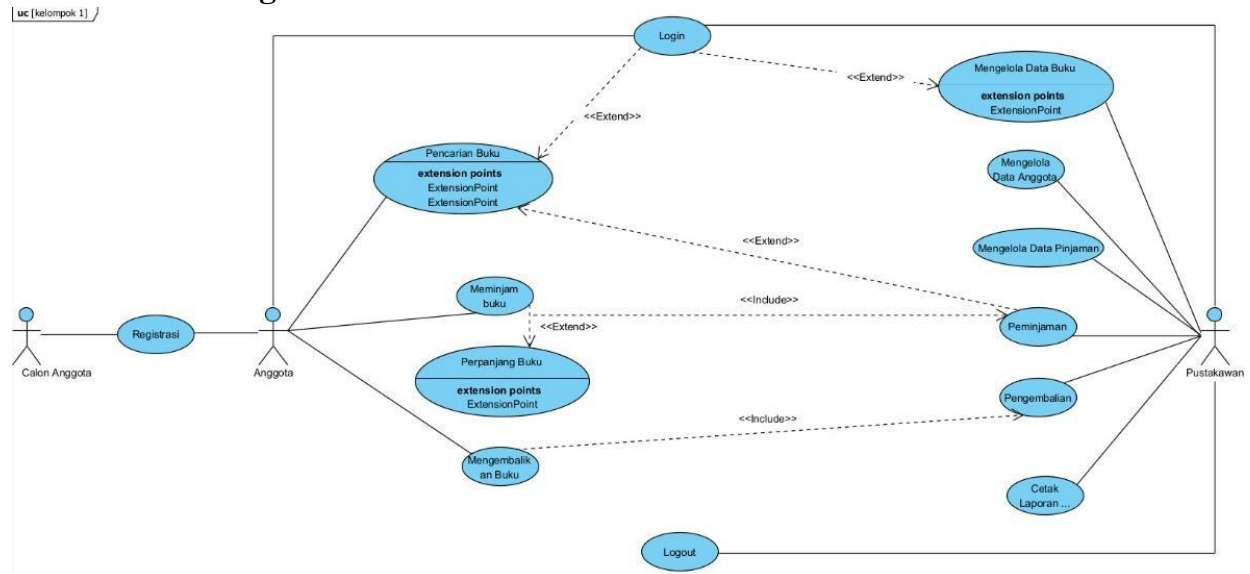 uc [kelompok 1]
Login
Mengelola Data Buku
extension points
ExtensionPoint
<<Extend>>
<<Extend>>
Pencarian Buku
extension points
ExtensionPoint
ExtensionPoint
Mengelola
Data Anggota
<<Extend>>
Mengelola Data Pinjaman
Meminjam
buku
<<Include>>
<<Extend>>
Peminjaman
Registrasi
Calon Anggota
Anggota
Pustakawan
Perpanjang Buku
extension points
ExtensionPoint
Pengembalian
<<Include>>
Mengembalik
an Buku
Cetak
Laporan ...
Logout